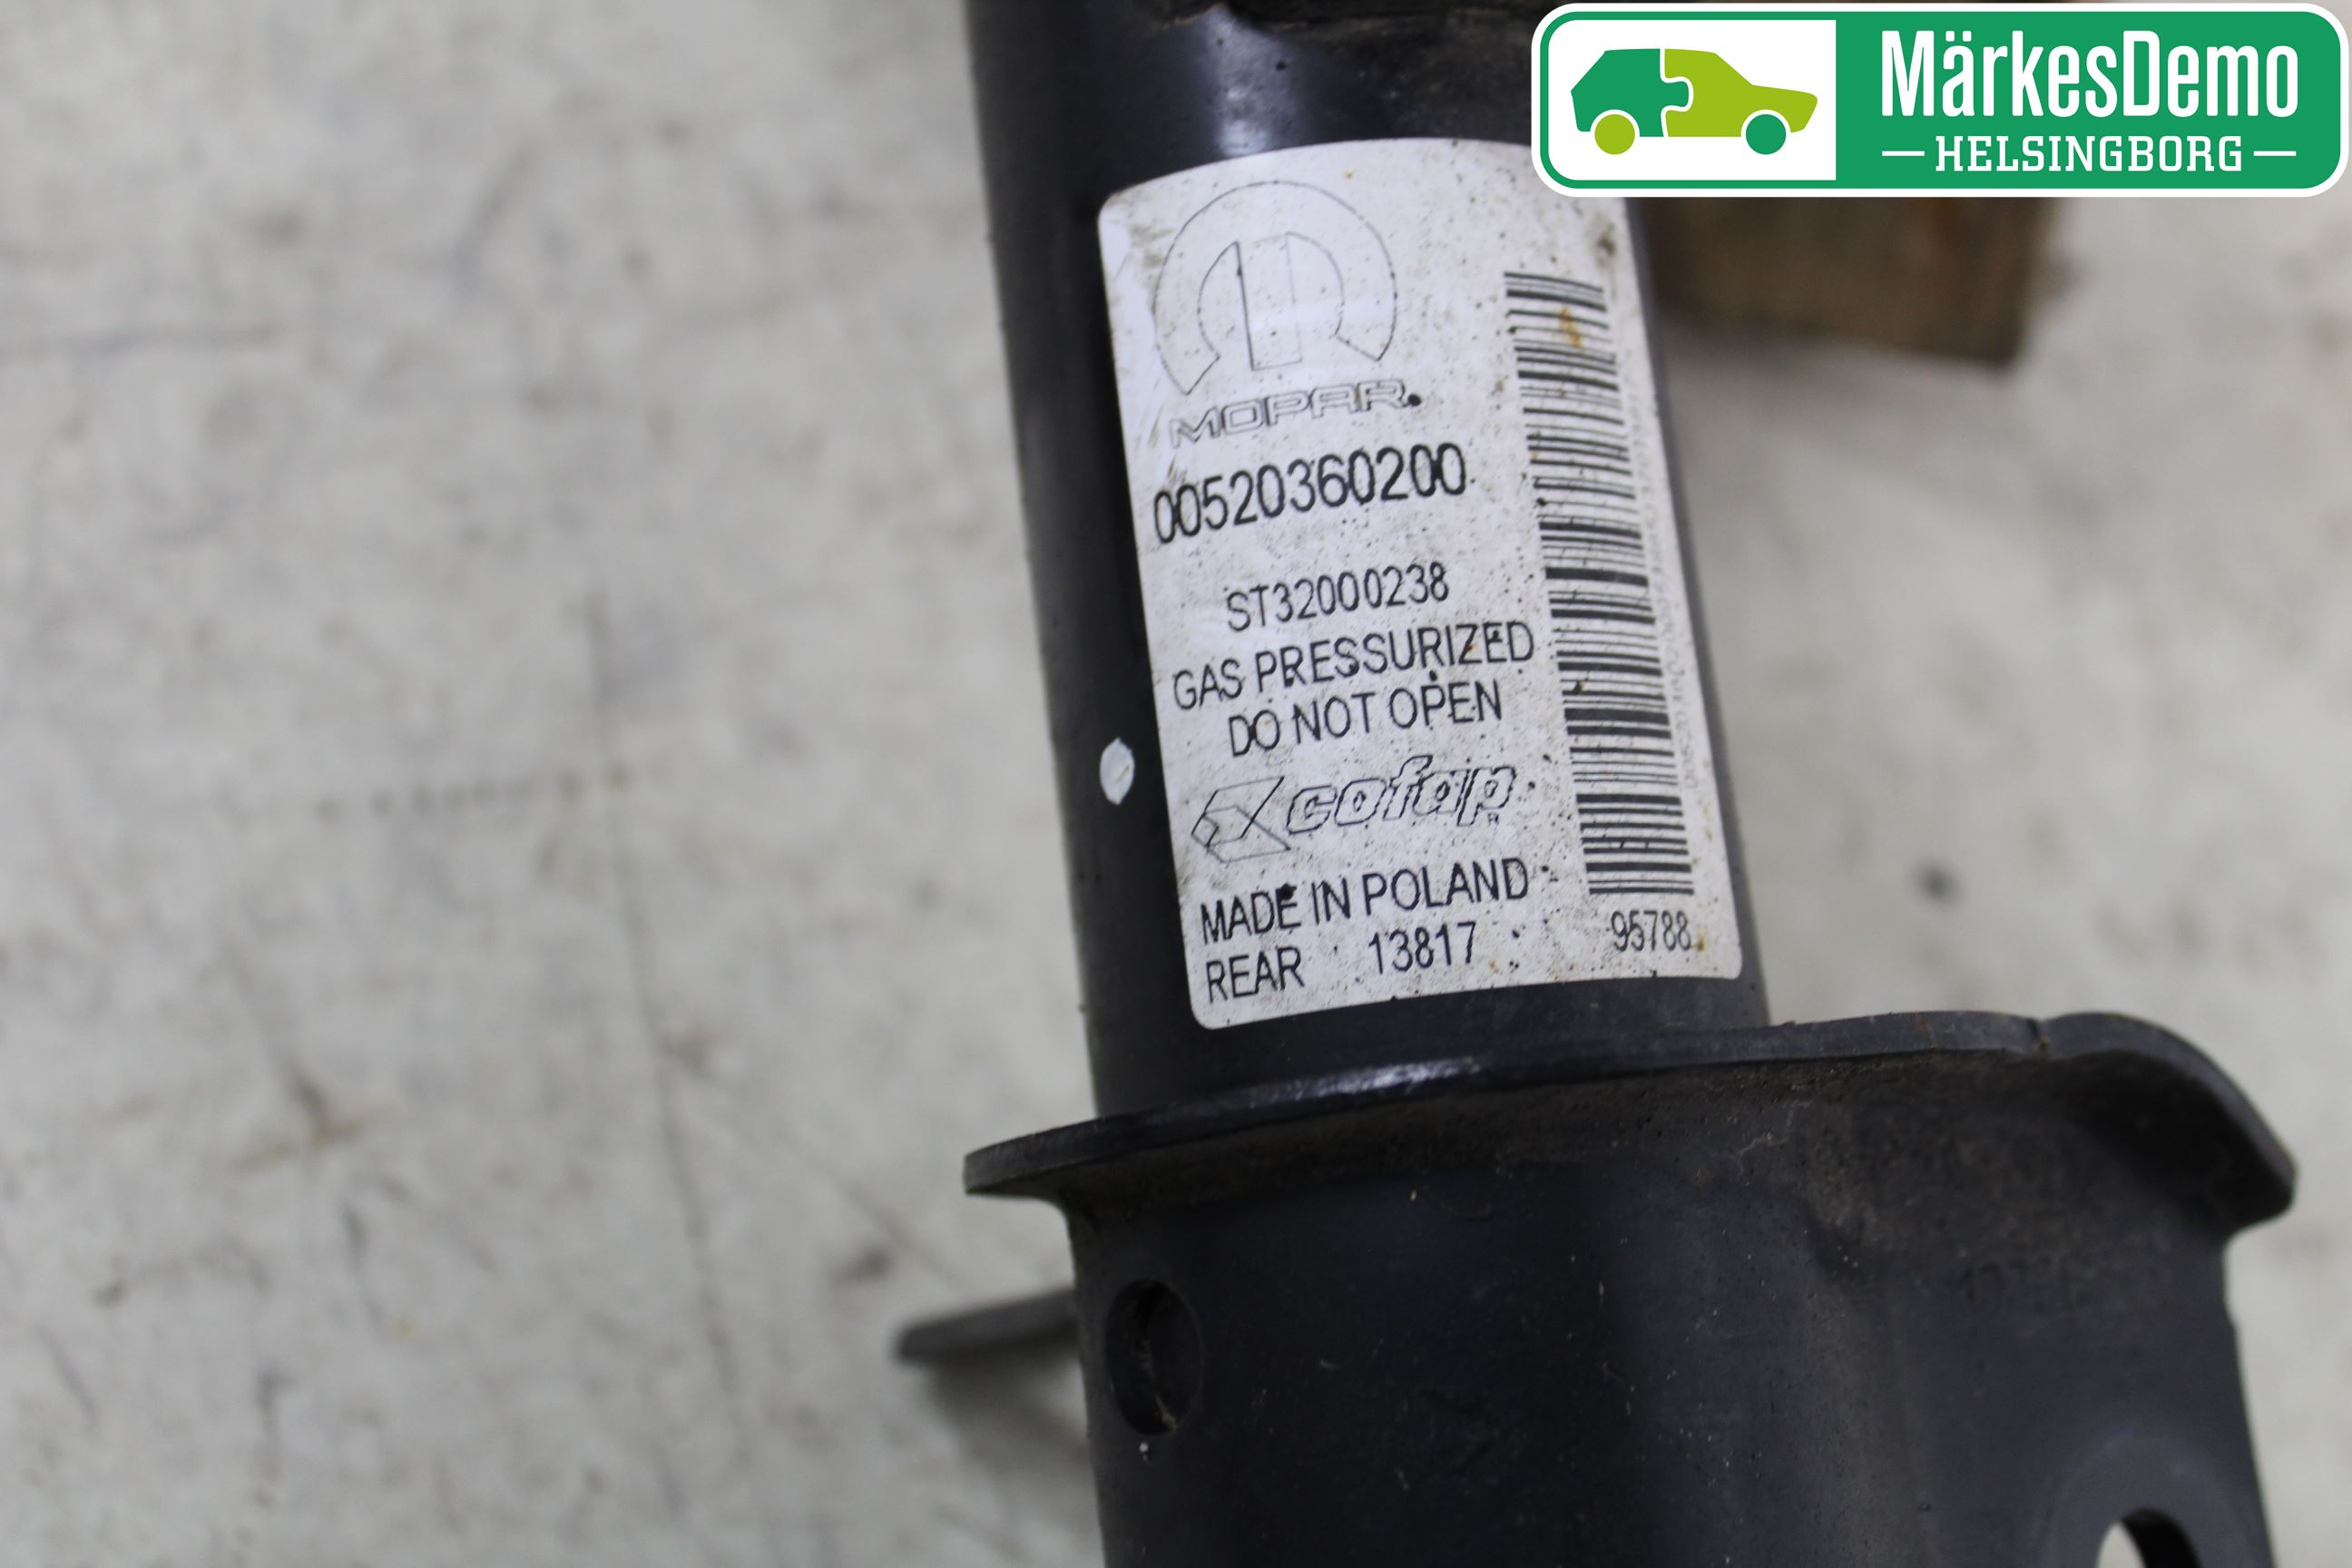 MärkesDemo
HELSINGBORG
MOPAR
00520360200
ST32000238
GAS PRESSURIZED
DO NOT OPEN
cofap
MADE IN POLAND
REAR 13817
95788